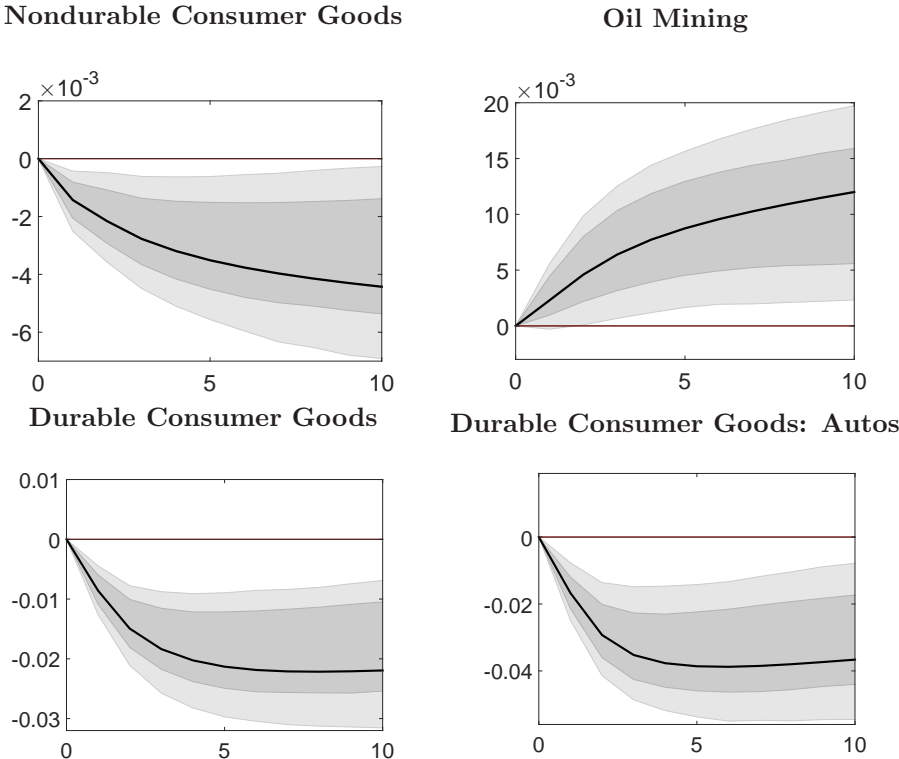 Nondurable Consumer Goods
×10-3
2
0
-2
-4
-6
0 5 10
Oil Mining
×10-3
20
15
10
5
0
0 5 10
Durable Consumer Goods
0.01
0
-0.01
-0.02
-0.03
0 5 10
Durable Consumer Goods: Autos
0
-0.02
-0.04
0 5 10